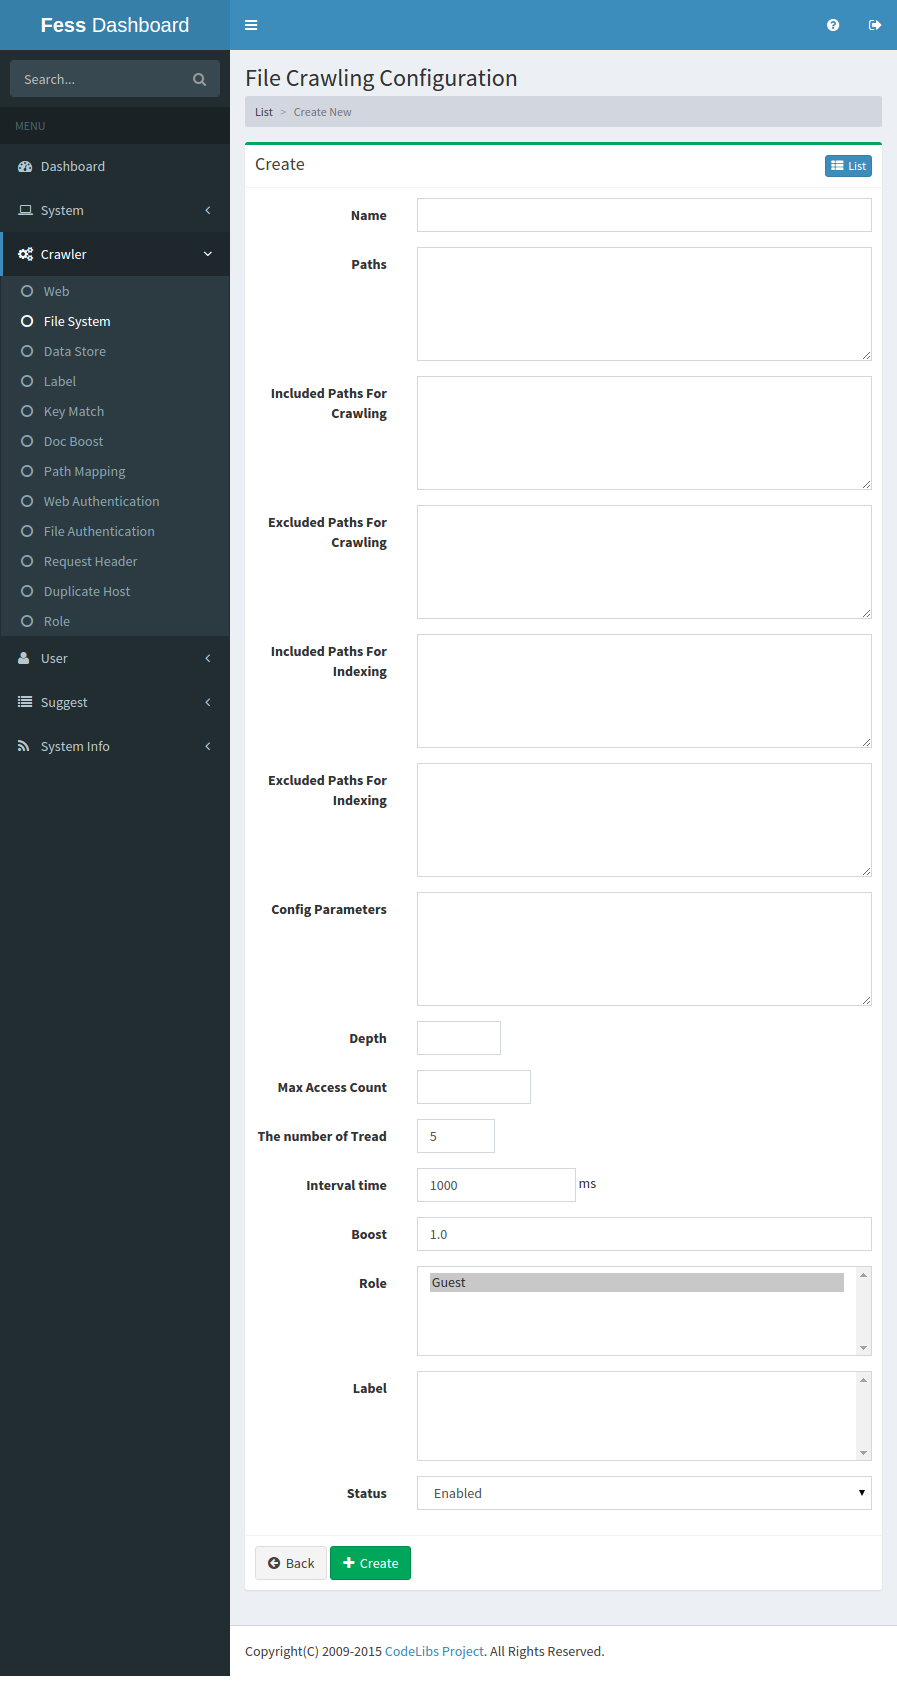 Fess Dashboard
Search...
MENU
Dashboard
System
Crawler
Web
File System
Data Store
Label
Key Match
Doc Boost
Path Mapping
Web Authentication
File Authentication
Request Header
Duplicate Host
Role
User
Suggest
System Info
File Crawling Configuration
List > Create New
Create
List
Name
Paths
Included Paths For
Crawling
Excluded Paths For
Crawling
Included Paths For
Indexing
Excluded Paths For
Indexing
Config Parameters
Depth
Max Access Count
The number of Tread 5
Interval time 1000 ms
Boost 1.0
Role Guest
Label
Status Enabled
Back Create
Copyright(C) 2009-2015 CodeLibs Project. All Rights Reserved.